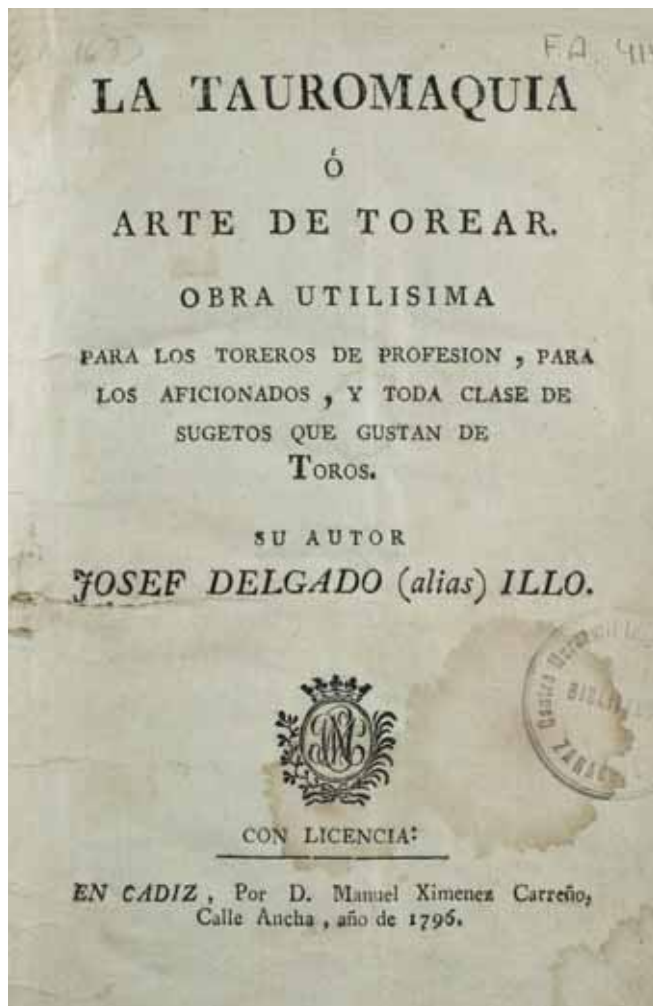 FA. 414
LA TAUROMAQUIA
Ó
ARTE DE TOREAR.
OBRA UTILISIMA
PARA LOS TOREROS DE PROFESION , PARA
LOS AFICIONADOS , Y TODA CLASE DE
SUGETOS QUE GUSTAN DE
TOROS.
SU AUTOR
JOSEF DELGADO (alias) ILLO.
CON LICENCIA:
EN CADIZ , Por D. Manuel Ximenez Carreño,
Calle Ancha , año de 1796.